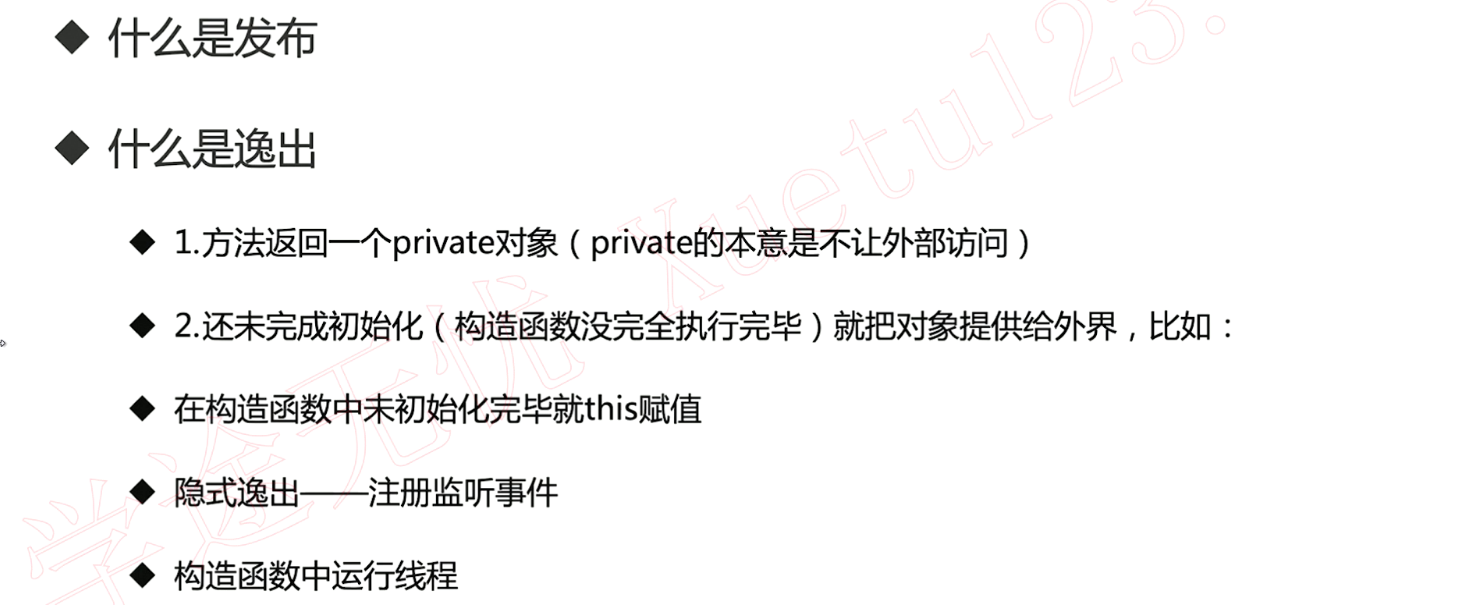 什么是发布
什么是逸出
1.方法返回一个private对象（private的本意是不让外部访问）
2.还未完成初始化（构造函数没完全执行完毕）就把对象提供给外界，比如：
在构造函数中未初始化完毕就this赋值
隐式逸出——注册监听事件
构造函数中运行线程
学途无忧 Xuetu123.